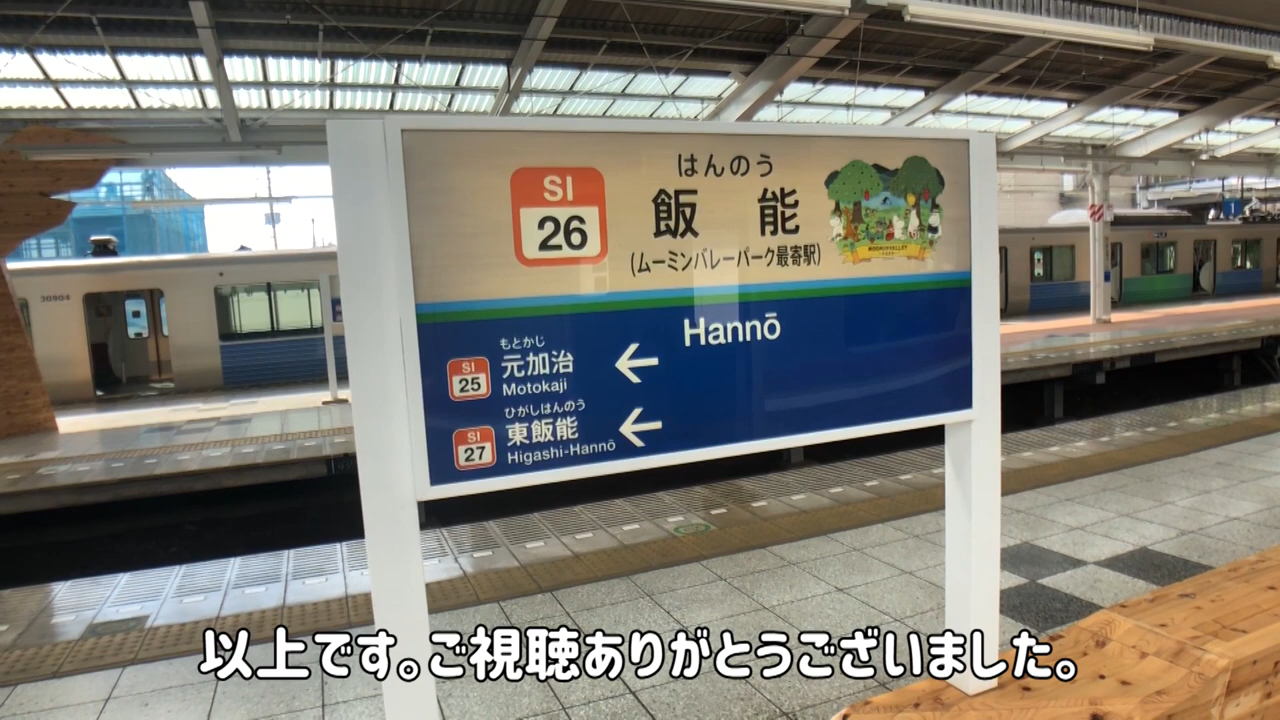 はんのう
SI
26
飯能
(ムーミンバレーパーク最寄駅)
MOOMINVALLEY
Hannō
もとかじ
SI
25
元加治
Motokaji
←
ひがしはんのう
SI
27
東飯能
Higashi-Hannō
←
30904
以上です。ご視聴ありがとうございました。